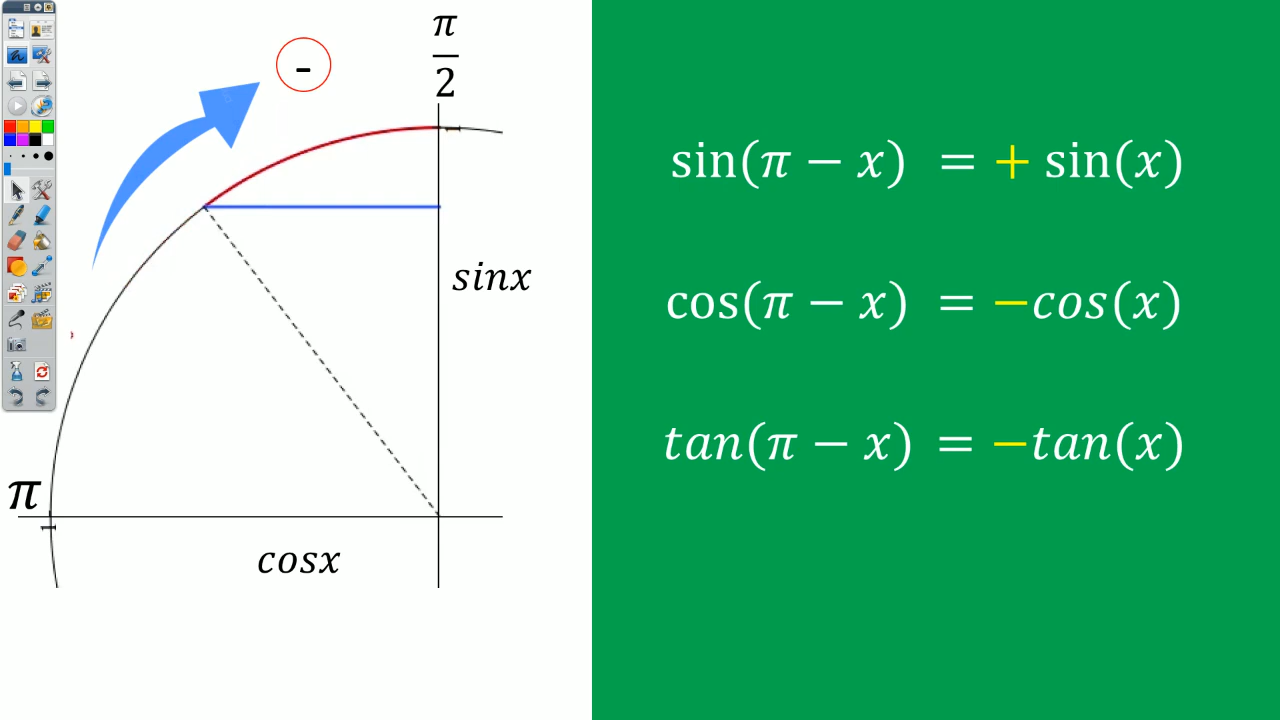 π
2
-
sinx
π
cosx
sin(π − x) = + sin(x)
cos(π − x) = −cos(x)
tan(π − x) = −tan(x)